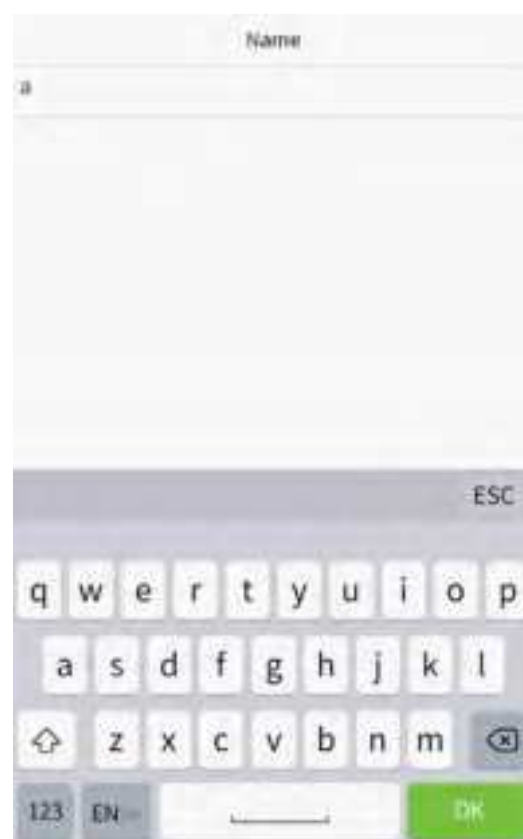 Name
a
ESC
q w e r t y u i o p
a s d f g h j k l
z x c v b n m
123 EN OK